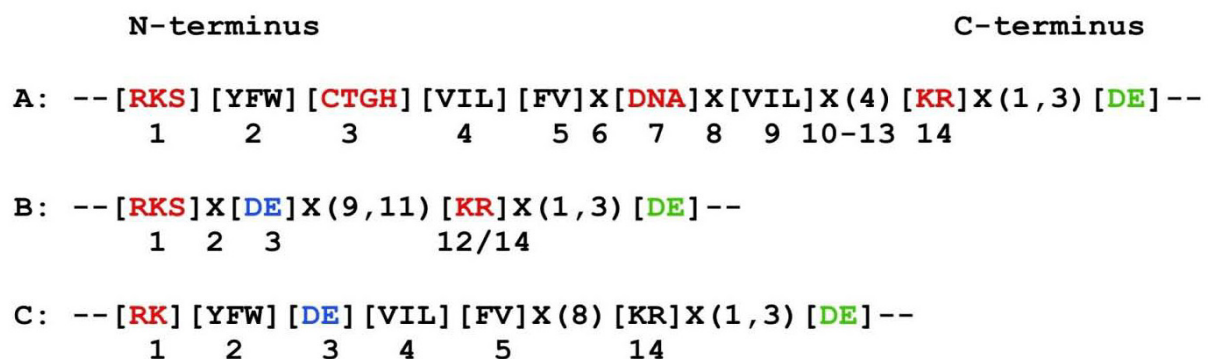 N-terminus C-terminus
A: --[RKS][YFW][CTGH][VIL][FV]X[DNA]X[VIL]X(4)[KR]X(1,3)[DE]--
1 2 3 4 5 6 7 8 9 10-13 14
B: --[RKS]X[DE]X(9,11)[KR]X(1,3)[DE]--
1 2 3 12/14
C: --[RK][YFW][DE][VIL][FV]X(8)[KR]X(1,3)[DE]--
1 2 3 4 5 14